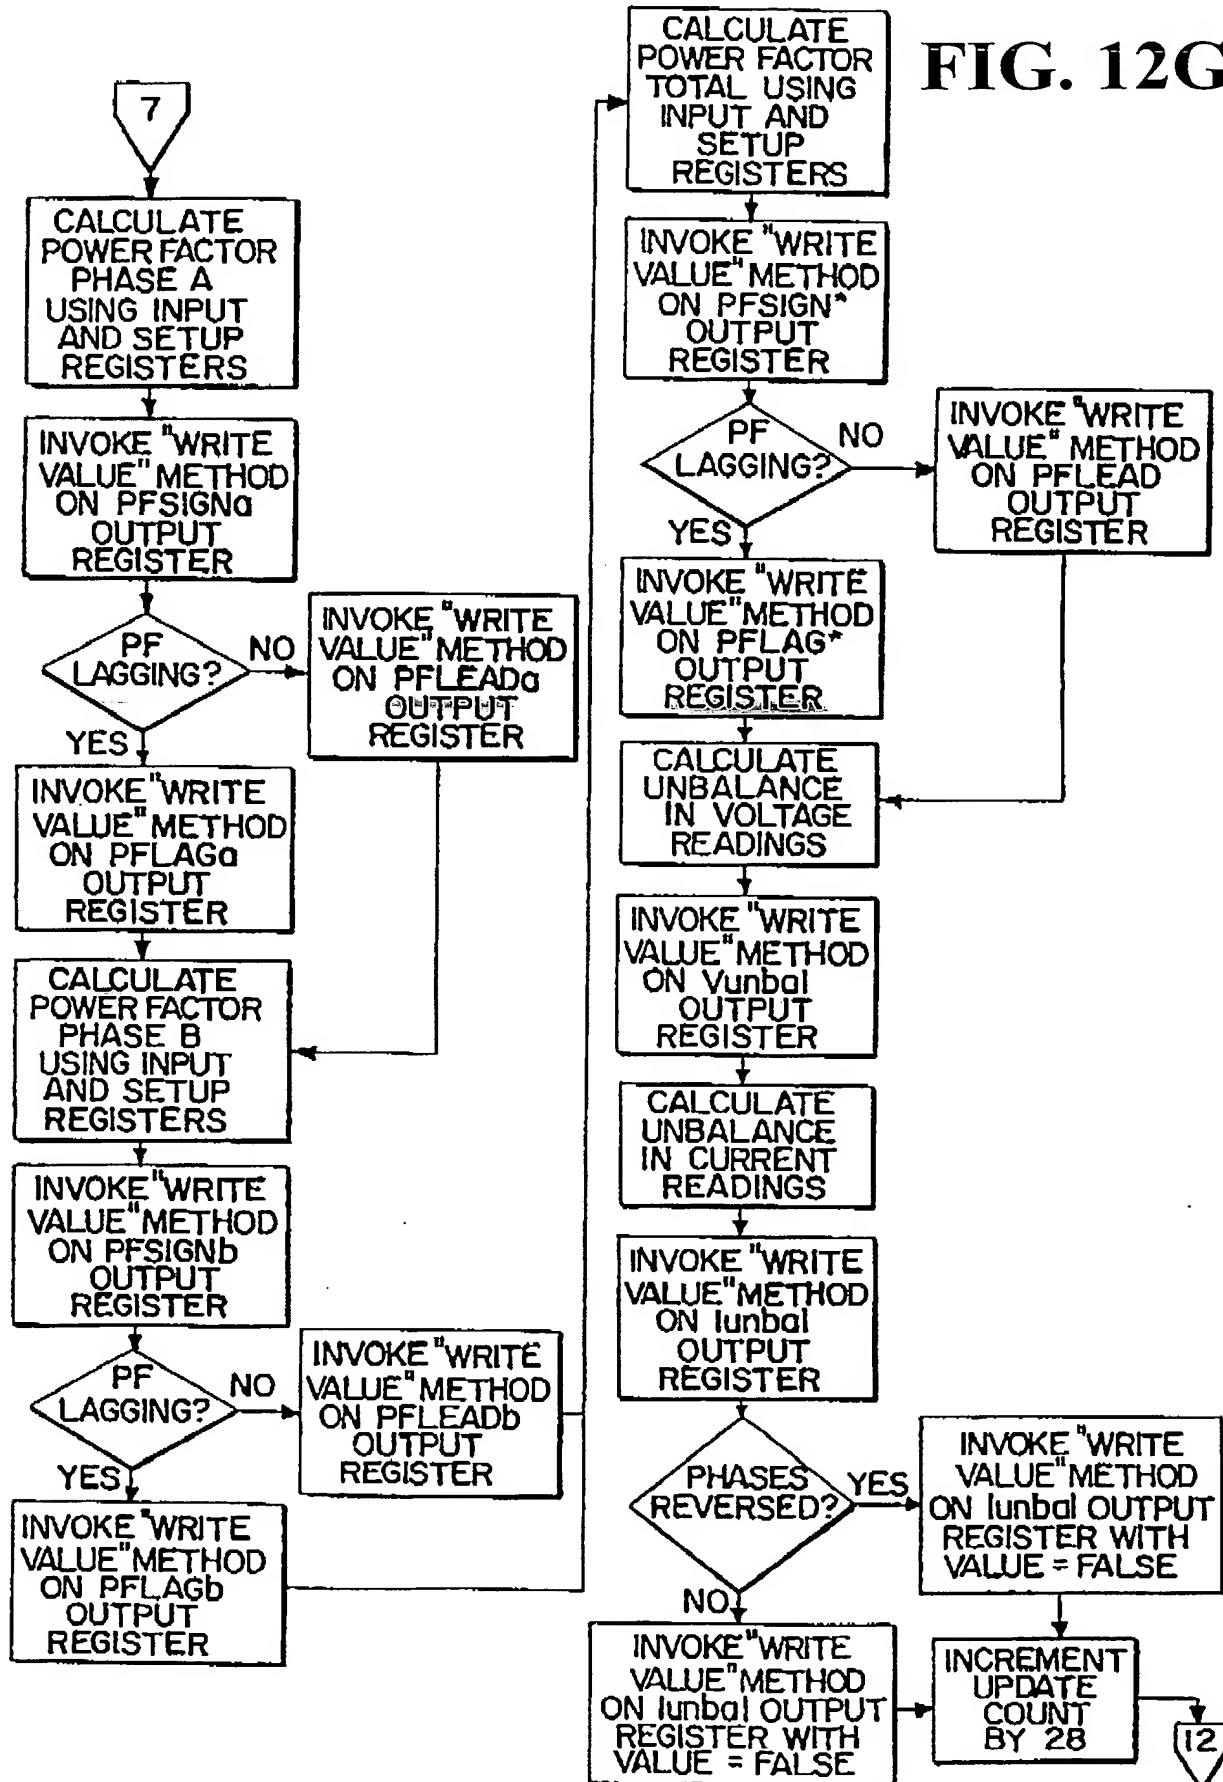 FIG. 12G
7
CALCULATE
POWER FACTOR
PHASE A
USING INPUT
AND SETUP
REGISTERS
INVOKE "WRITE
VALUE" METHOD
ON PFSIGNa
OUTPUT
REGISTER
PF
LAGGING?
NO
YES
INVOKE "WRITE
VALUE" METHOD
ON PFLEADa
OUTPUT
REGISTER
INVOKE "WRITE
VALUE" METHOD
ON PFLAGa
OUTPUT
REGISTER
CALCULATE
POWER FACTOR
PHASE B
USING INPUT
AND SETUP
REGISTERS
INVOKE "WRITE
VALUE" METHOD
ON PFSIGNb
OUTPUT
REGISTER
PF
LAGGING?
NO
YES
INVOKE "WRITE
VALUE" METHOD
ON PFLEADb
OUTPUT
REGISTER
INVOKE "WRITE
VALUE" METHOD
ON PFLAGb
OUTPUT
REGISTER
CALCULATE
POWER FACTOR
TOTAL USING
INPUT AND
SETUP
REGISTERS
INVOKE "WRITE
VALUE" METHOD
ON PFSIGN*
OUTPUT
REGISTER
PF
LAGGING?
NO
YES
INVOKE "WRITE
VALUE" METHOD
ON PFLEAD
OUTPUT
REGISTER
INVOKE "WRITE
VALUE" METHOD
ON PFLAG*
OUTPUT
REGISTER
CALCULATE
UNBALANCE
IN VOLTAGE
READINGS
INVOKE "WRITE
VALUE" METHOD
ON Vunbal
OUTPUT
REGISTER
CALCULATE
UNBALANCE
IN CURRENT
READINGS
INVOKE "WRITE
VALUE" METHOD
ON Iunbal
OUTPUT
REGISTER
PHASES
REVERSED?
YES
NO
INVOKE "WRITE
VALUE" METHOD
ON Iunbal OUTPUT
REGISTER WITH
VALUE = FALSE
INVOKE "WRITE
VALUE" METHOD
ON Iunbal OUTPUT
REGISTER WITH
VALUE = FALSE
INCREMENT
UPDATE
COUNT
BY 28
12